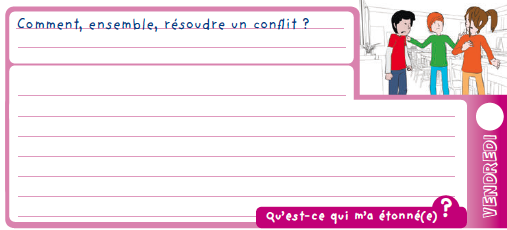 Comment, ensemble, résoudre un conflit ?
VENDREDI
Qu'est-ce qui m'a étonné(e) ?